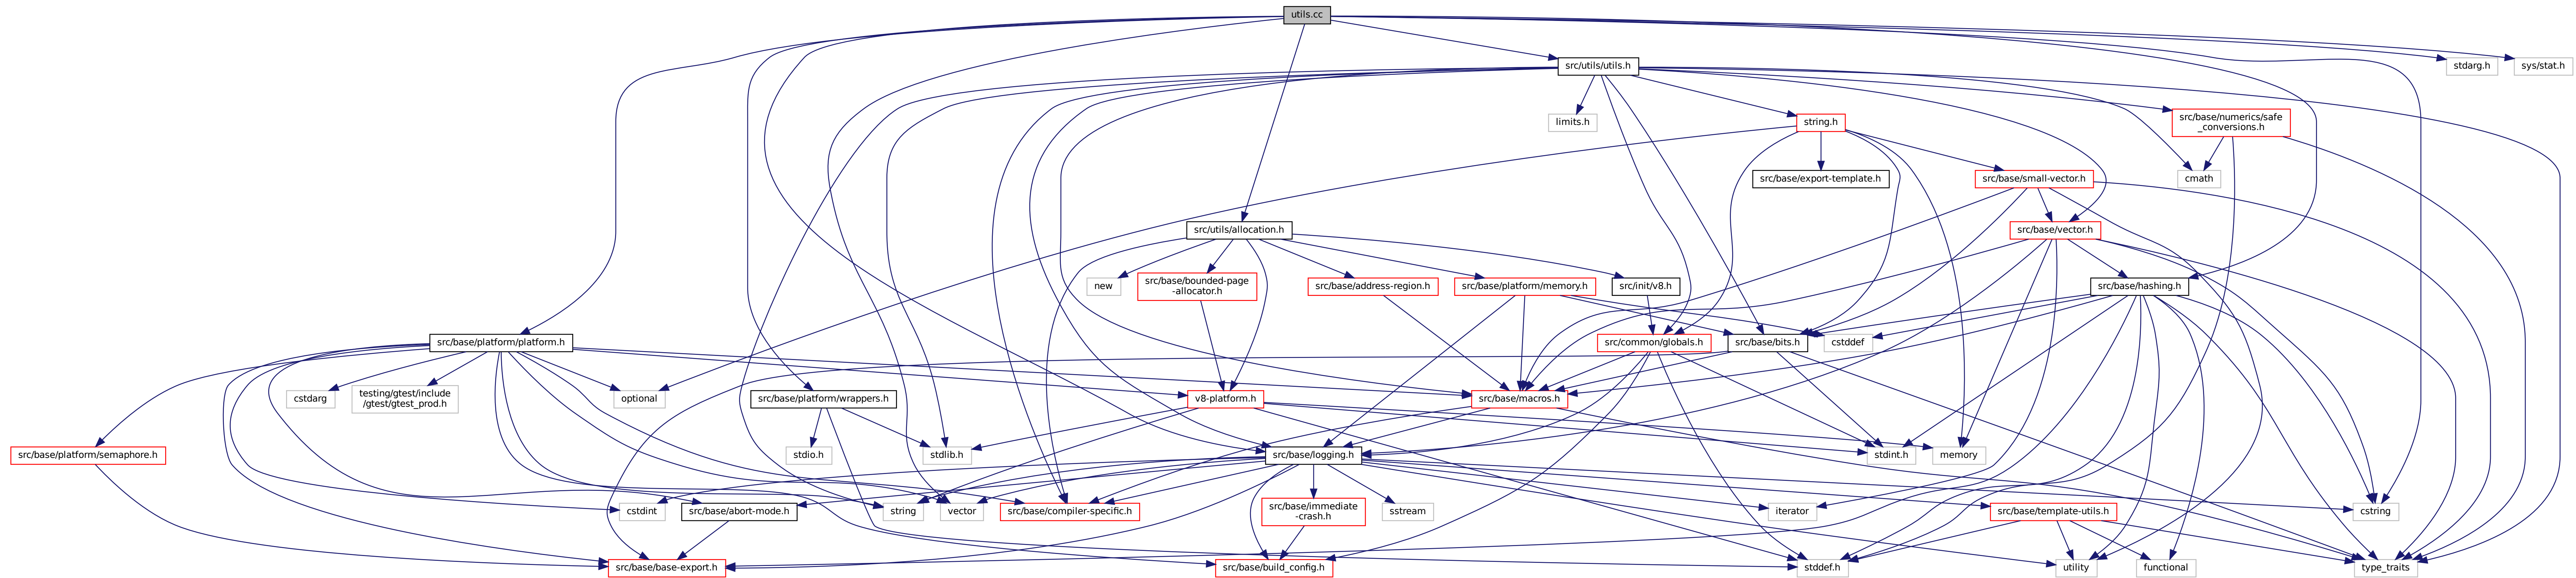 utils.cc
src/utils/utils.h
stdarg.h
sys/stat.h
limits.h
string.h
src/base/numerics/safe
_conversions.h
src/base/export-template.h
src/base/small-vector.h
cmath
src/utils/allocation.h
src/base/vector.h
new
src/base/bounded-page
-allocator.h
src/base/address-region.h
src/base/platform/memory.h
src/init/v8.h
src/base/hashing.h
src/base/platform/platform.h
src/common/globals.h
src/base/bits.h
cstddef
cstdarg
testing/gtest/include
/gtest/gtest_prod.h
optional
src/base/platform/wrappers.h
v8-platform.h
src/base/macros.h
src/base/platform/semaphore.h
stdio.h
stdlib.h
src/base/logging.h
stdint.h
memory
cstdint
src/base/abort-mode.h
string
vector
src/base/compiler-specific.h
src/base/immediate
-crash.h
sstream
iterator
src/base/template-utils.h
cstring
src/base/base-export.h
src/base/build_config.h
stddef.h
utility
functional
type_traits